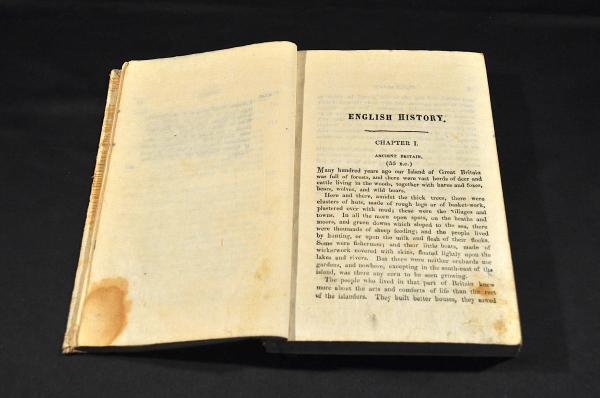 ENGLISH HISTORY.
CHAPTER I.
ANCIENT BRITAIN.
(55 B.C.)
Many hundred years ago our Island of Great Britain
was full of forests, and there were vast herds of deer and
cattle living in the woods, together with hares and foxes,
bears, wolves, and wild boars.
Here and there, amidst the thick trees, there were
clusters of huts, made of rough logs or of basket-work,
plastered over with mud; these were the villages and
towns. In all the more open spots, on the heaths and
moors, and green downs which sloped to the sea, there
were thousands of sheep feeding; and the people lived
by hunting, or upon the milk and flesh of their flocks.
Some were fishermen; and their little boats, made of
wickerwork covered with skins, floated lightly upon the
lakes and rivers. But there were neither orchards nor
gardens, and nowhere, excepting in the south-east of the
island, was there any corn to be seen growing.
The people who lived in that part of Britain knew
more about the arts and comforts of life than the rest
of the islanders. They built better houses, they sowed